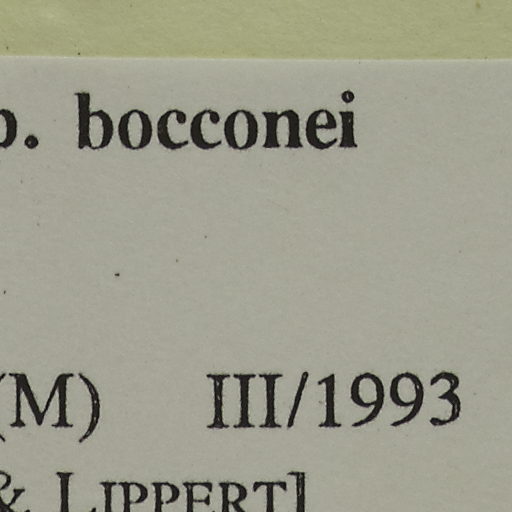 p. bocconei
(M) III/1993
& LIPPERT]